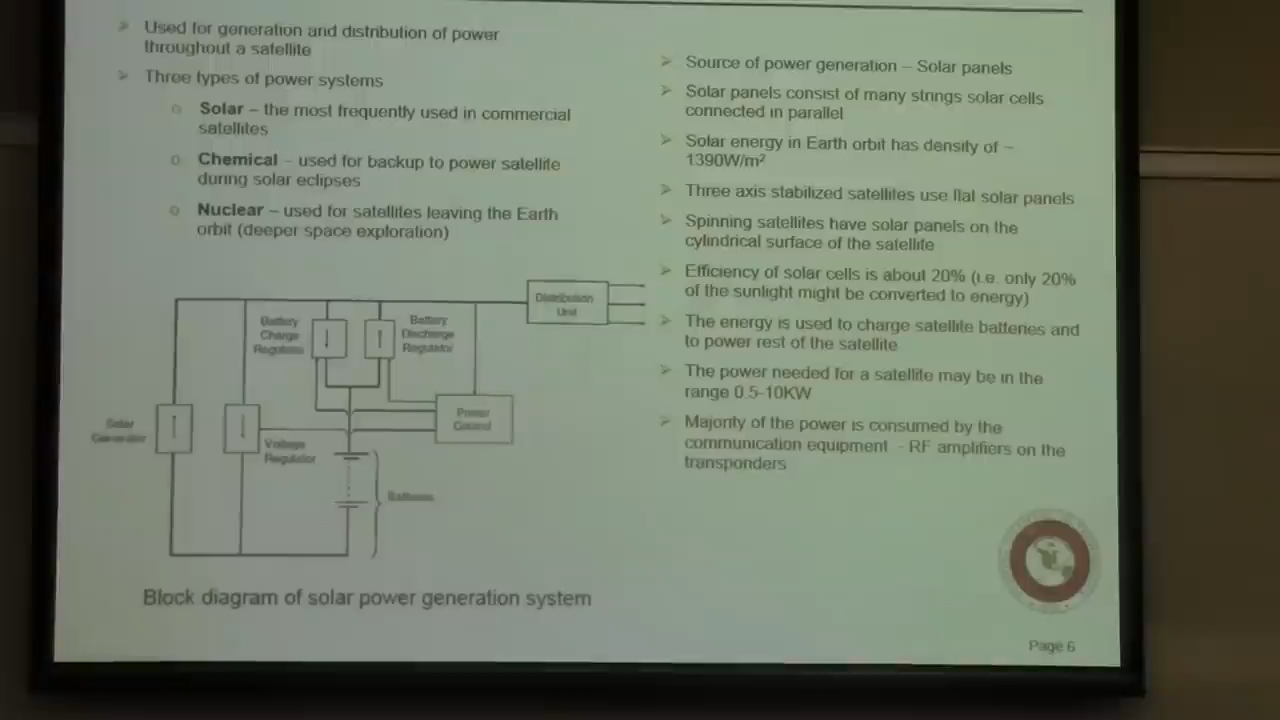 Used for generation and distribution of power
throughout a satellite
Three types of power systems
Solar – the most frequently used in commercial
satellites
Chemical – used for backup to power satellite
during solar eclipses
Nuclear – used for satellites leaving the Earth
orbit (deeper space exploration)
Distribution
Unit
Battery
Charge
Regulator
Battery
Discharge
Regulator
Solar
Generator
Voltage
Regulator
Power
Control
Batteries
Block diagram of solar power generation system
Source of power generation – Solar panels
Solar panels consist of many strings solar cells
connected in parallel
Solar energy in Earth orbit has density of ~
1390W/m²
Three axis stabilized satellites use flat solar panels
Spinning satellites have solar panels on the
cylindrical surface of the satellite
Efficiency of solar cells is about 20% (i.e. only 20%
of the sunlight might be converted to energy)
The energy is used to charge satellite batteries and
to power rest of the satellite
The power needed for a satellite may be in the
range 0.5-10KW
Majority of the power is consumed by the
communication equipment - RF amplifiers on the
transponders
Page 6